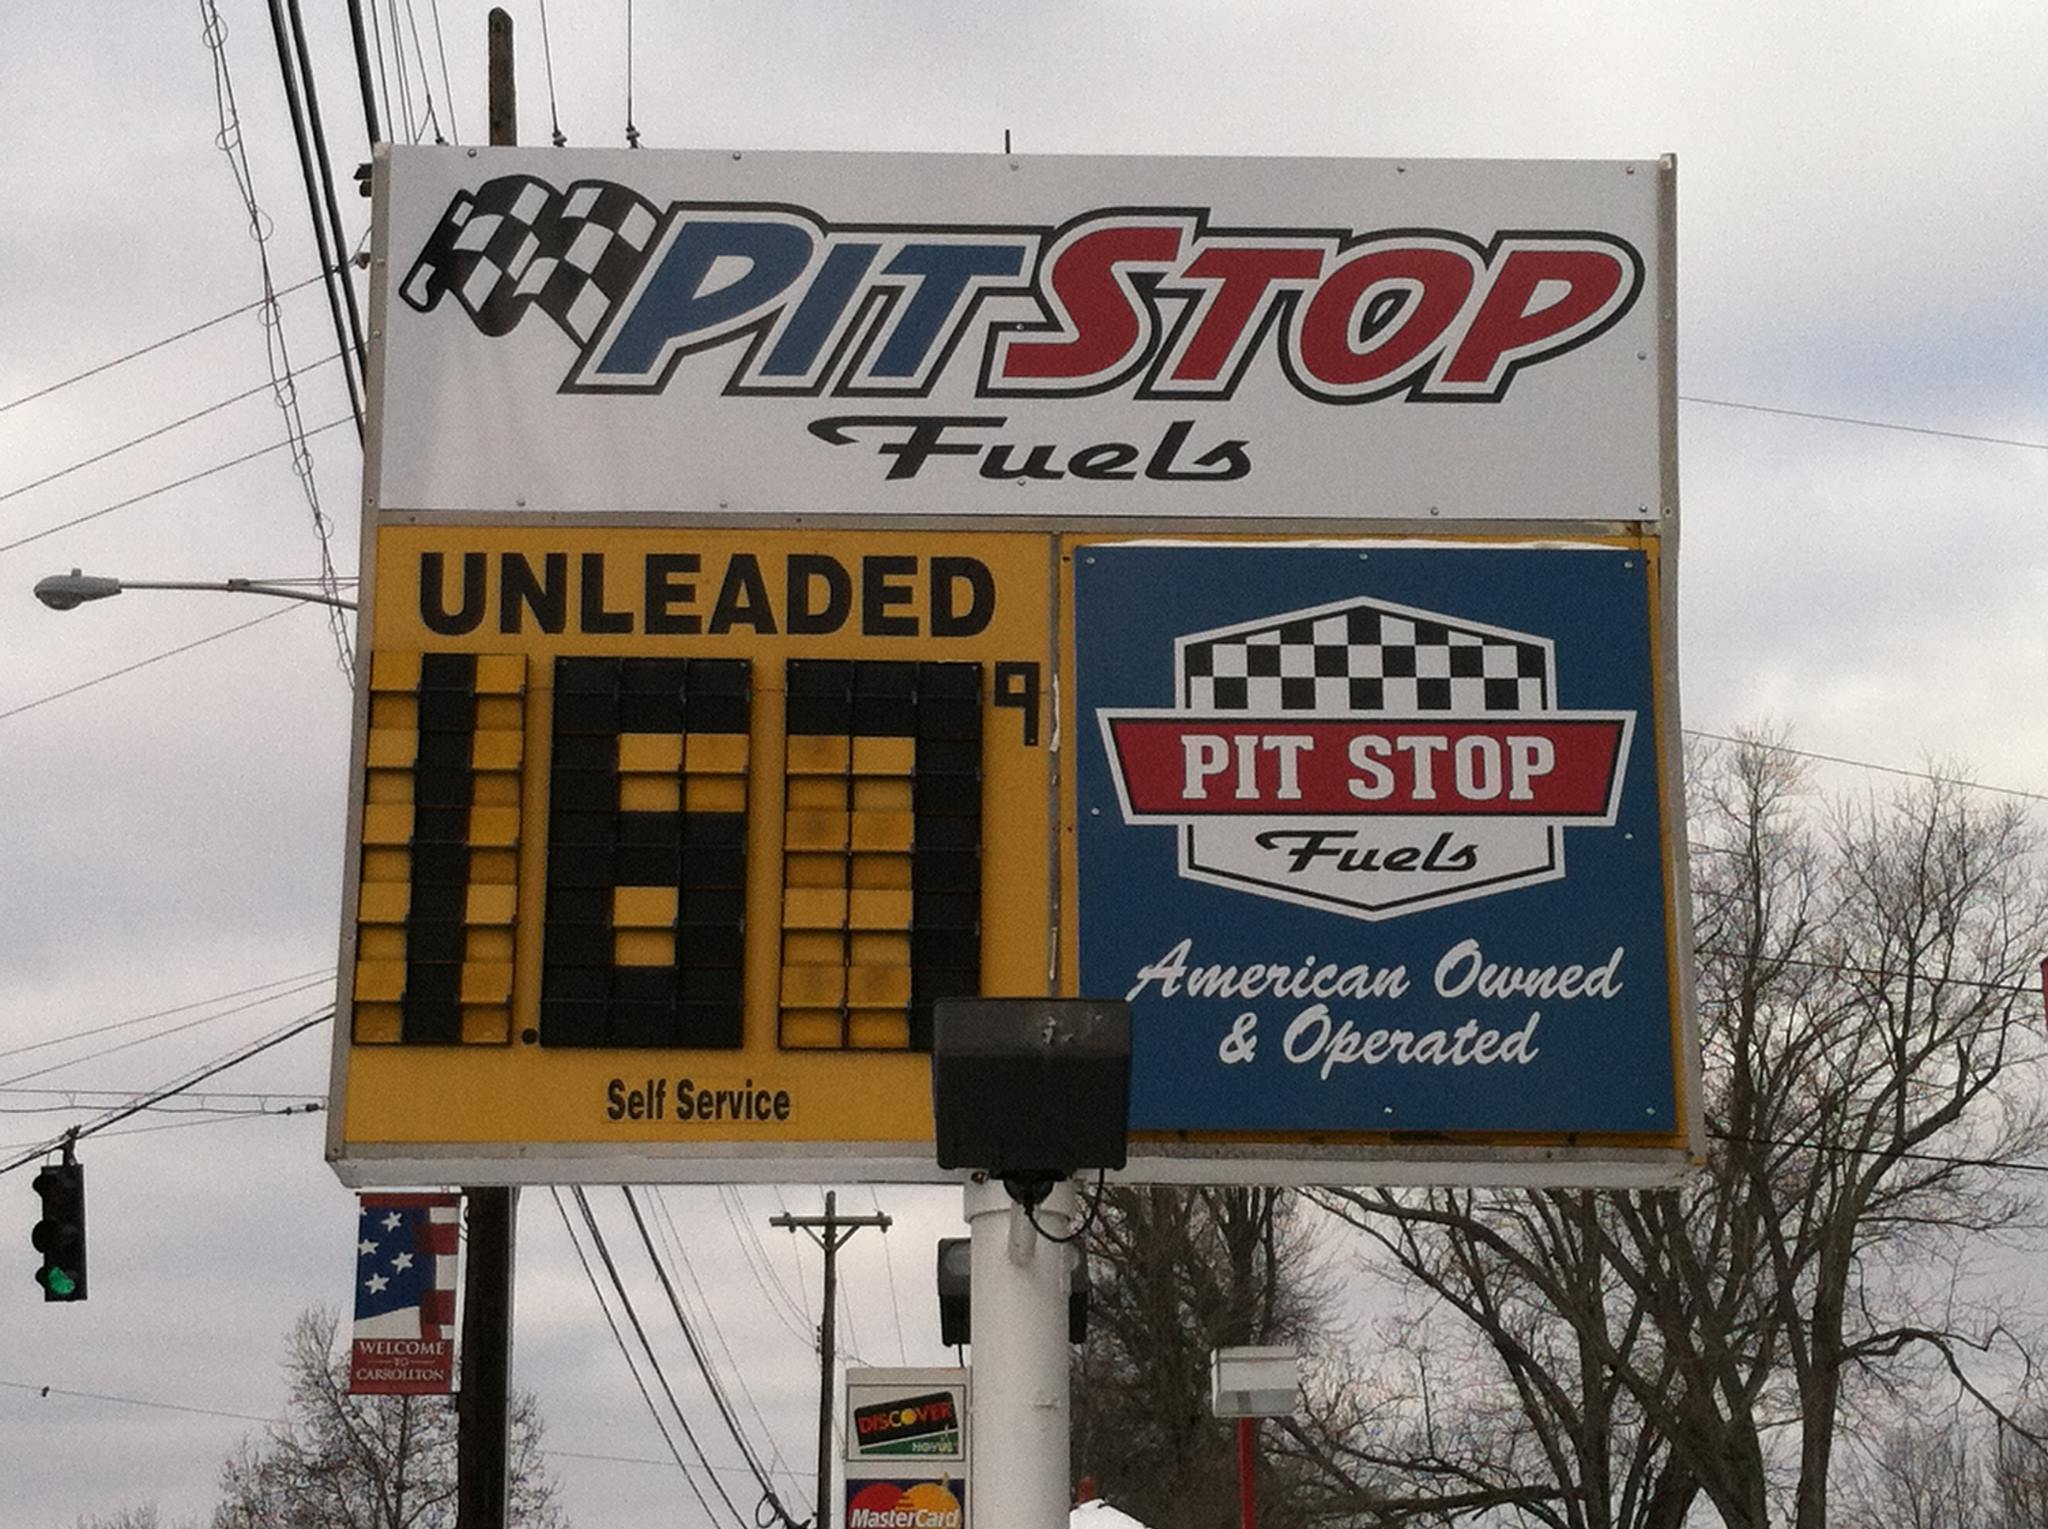 PIT STOP
Fuels
UNLEADED
1.67 9
Self Service
PIT STOP
Fuels
American Owned
& Operated
WELCOME
TO
CARROLLTON
DISCOVER
NOVUS
MasterCard